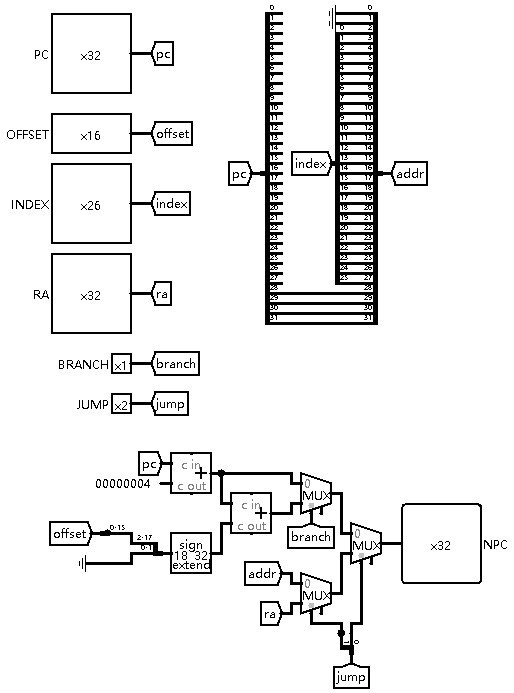 PC x32 pc
OFFSET x16 offset
INDEX x26 index
RA x32 ra
BRANCH x1 branch
JUMP x2 jump
pc
index
addr
0 0
1 1
2 0 2
3 1 3
4 2 4
5 3 5
6 4 6
7 5 7
8 6 8
9 7 9
10 8 10
11 9 11
12 10 12
13 11 13
14 12 14
15 13 15
16 14 16
17 15 17
18 16 18
19 17 19
20 18 20
21 19 21
22 20 22
23 21 23
24 22 24
25 23 25
26 24 26
27 25 27
28 28
29 29
30 30
31 31
pc
00000004
c in
+
c out
c in
+
c out
0
MUX
branch
offset
0-15
2-17
0-1
sign
18 32
extend
0
MUX
x32 NPC
addr
ra
0
MUX
1 0
jump